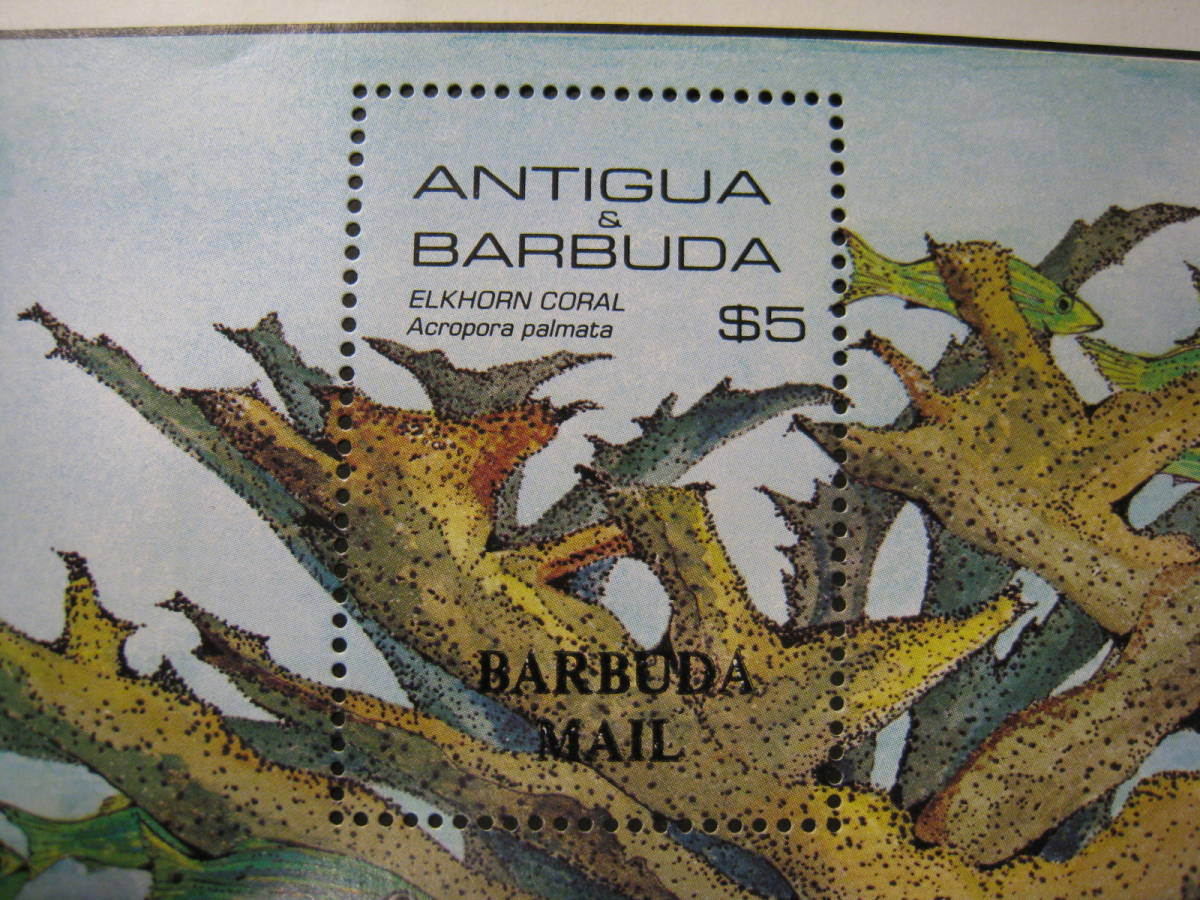 ANTIGUA
&
BARBUDA
ELKHORN CORAL
Acropora palmata
$5
BARBUDA
MAIL